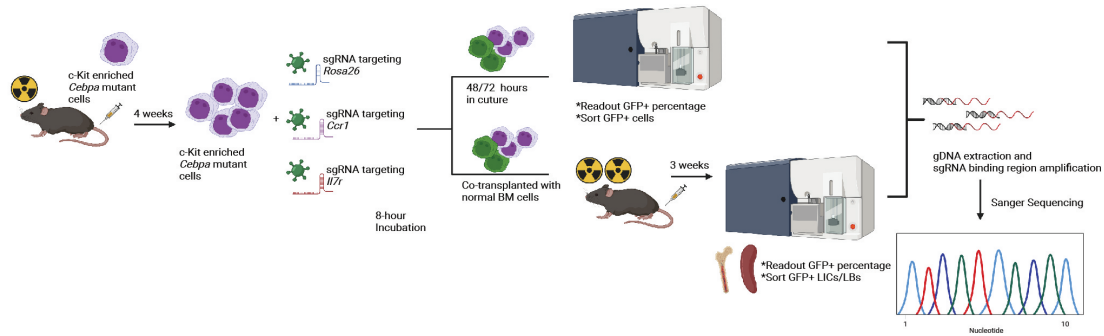 c-Kit enriched
Cebpa mutant
cells
4 weeks
c-Kit enriched
Cebpa mutant
cells
+
sgRNA targeting
Rosa26
sgRNA targeting
Ccr1
sgRNA targeting
Il7r
8-hour
Incubation
48/72 hours
in cuture
Co-transplanted with
normal BM cells
*Readout GFP+ percentage
*Sort GFP+ cells
3 weeks
*Readout GFP+ percentage
*Sort GFP+ LICs/LBs
gDNA extraction and
sgRNA binding region amplification
Sanger Sequencing
1
10
Nucleotide